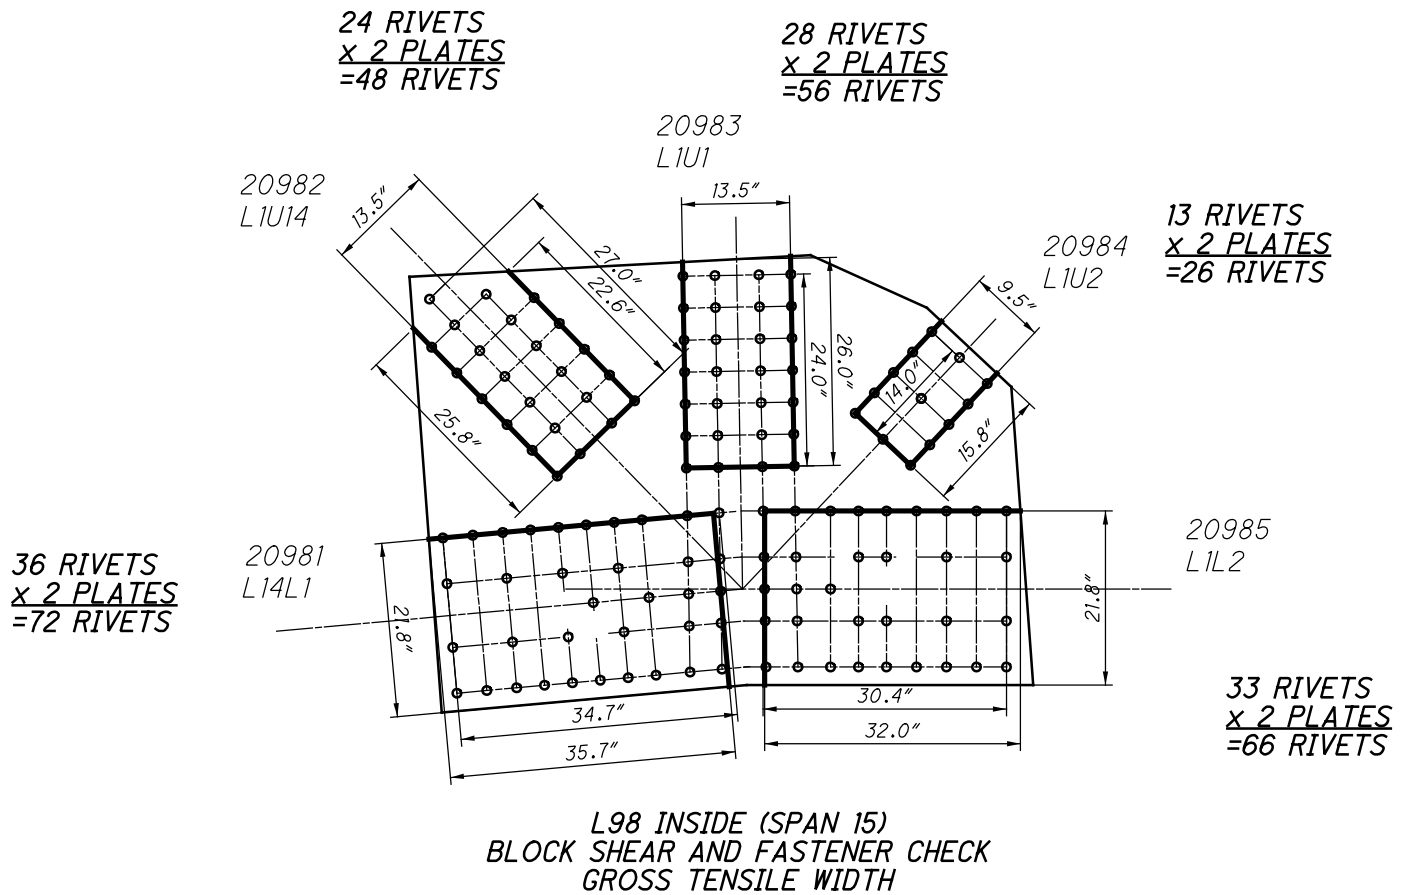 24 RIVETS
x 2 PLATES
=48 RIVETS
28 RIVETS
x 2 PLATES
=56 RIVETS
20983
L1U1
20982
L1U14
13.5"
13.5"
13 RIVETS
x 2 PLATES
=26 RIVETS
20984
L1U2
27.0"
22.6"
9.5"
26.0"
24.0"
14.0"
25.8"
15.8"
20981
L14L1
20985
L1L2
36 RIVETS
x 2 PLATES
=72 RIVETS
21.8"
21.8"
30.4"
34.7"
32.0"
35.7"
33 RIVETS
x 2 PLATES
=66 RIVETS
L98 INSIDE (SPAN 15)
BLOCK SHEAR AND FASTENER CHECK
GROSS TENSILE WIDTH